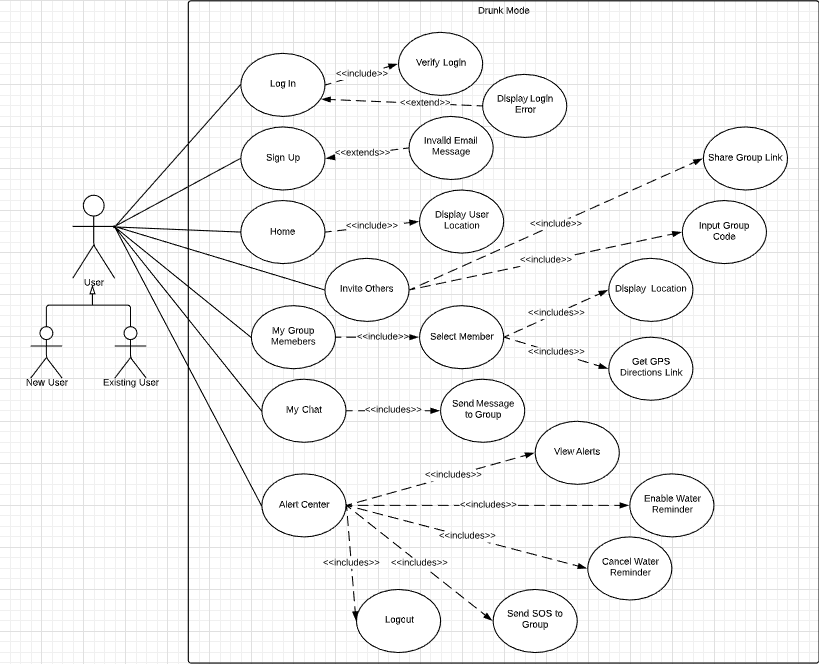 Drunk Mode
Log In
<<include>>
Verify Login
<<extend>>
Display Login
Error
Sign Up
<<extends>>
Invalid Email
Message
Share Group Link
Home
<<include>>
Display User
Location
<<include>>
Input Group
Code
<<include>>
Invite Others
User
New User
Existing User
My Group
Memebers
<<include>>
Select Member
<<includes>>
Display Location
<<includes>>
Get GPS
Directions Link
My Chat
<<includes>>
Send Message
to Group
Alert Center
<<includes>>
View Alerts
<<includes>>
Enable Water
Reminder
<<includes>>
Cancel Water
Reminder
<<includes>>
<<includes>>
Logout
Send SOS to
Group